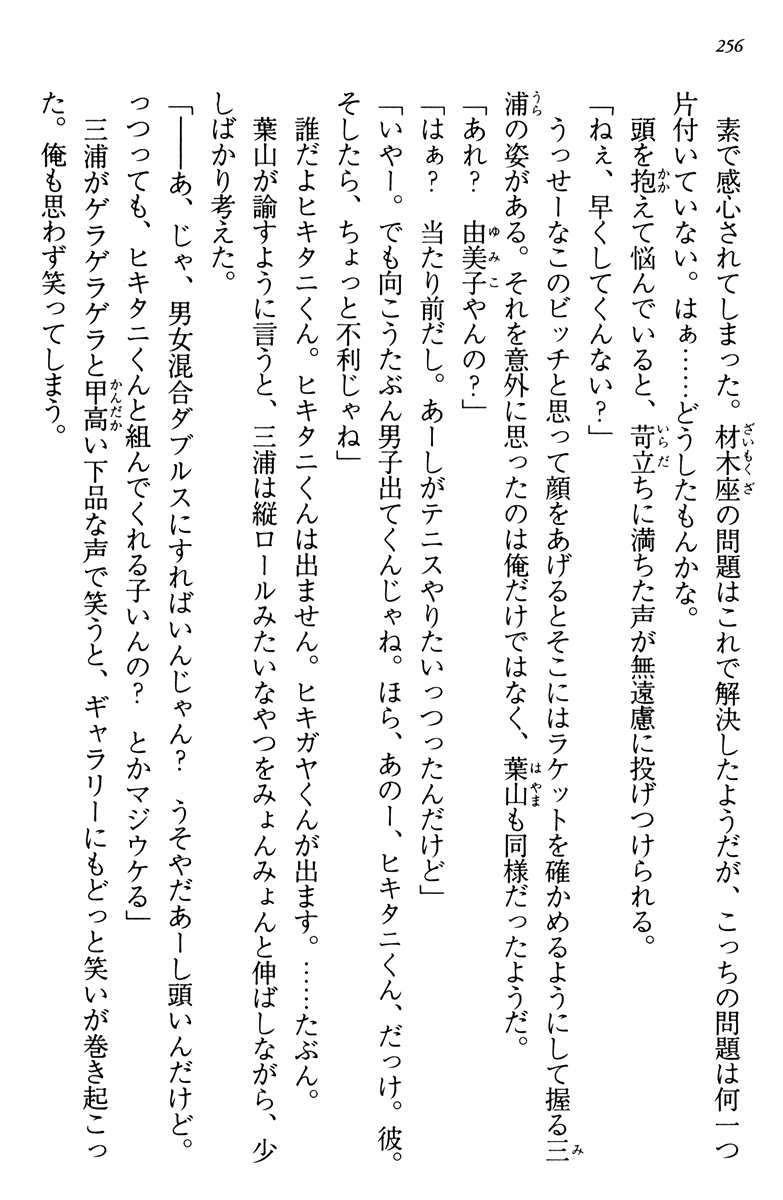 256
素で感心されてしまった。材木座の問題はこれで解決したようだが、こっちの問題は何一つ
片付いていない。はぁ……どうしたもんかな。
頭を抱えて悩んでいると、苛立ちに満ちた声が無遠慮に投げつけられる。
「ねぇ、早くしてくんない？」
うっせーなこのビッチと思って顔をあげるとそこにはラケットを確かめるようにして握る三
浦の姿がある。それを意外に思ったのは俺だけではなく、葉山も同様だったようだ。
「あれ？　由美子やんの？」
「はぁ？　当たり前だし。あーしがテニスやりたいっつったんだけど」
「いやー。でも向こうたぶん男子出てくんじゃね。ほら、あのー、ヒキタニくん、だっけ。彼。
そしたら、ちょっと不利じゃね」
誰だよヒキタニくん。ヒキタニくんは出ません。ヒキガヤくんが出ます。……たぶん。
葉山が諭すように言うと、三浦は縦ロールみたいなやつをみょんみょんと伸ばしながら、少
しばかり考えた。
「――あ、じゃ、男女混合ダブルスにすればいんじゃん？　うそやだあーし頭いんだけど。
っつっても、ヒキタニくんと組んでくれる子いんの？　とかマジウケる」
三浦がゲラゲラゲラと甲高い下品な声で笑うと、ギャラリーにもどっと笑いが巻き起こっ
た。俺も思わず笑ってしまう。